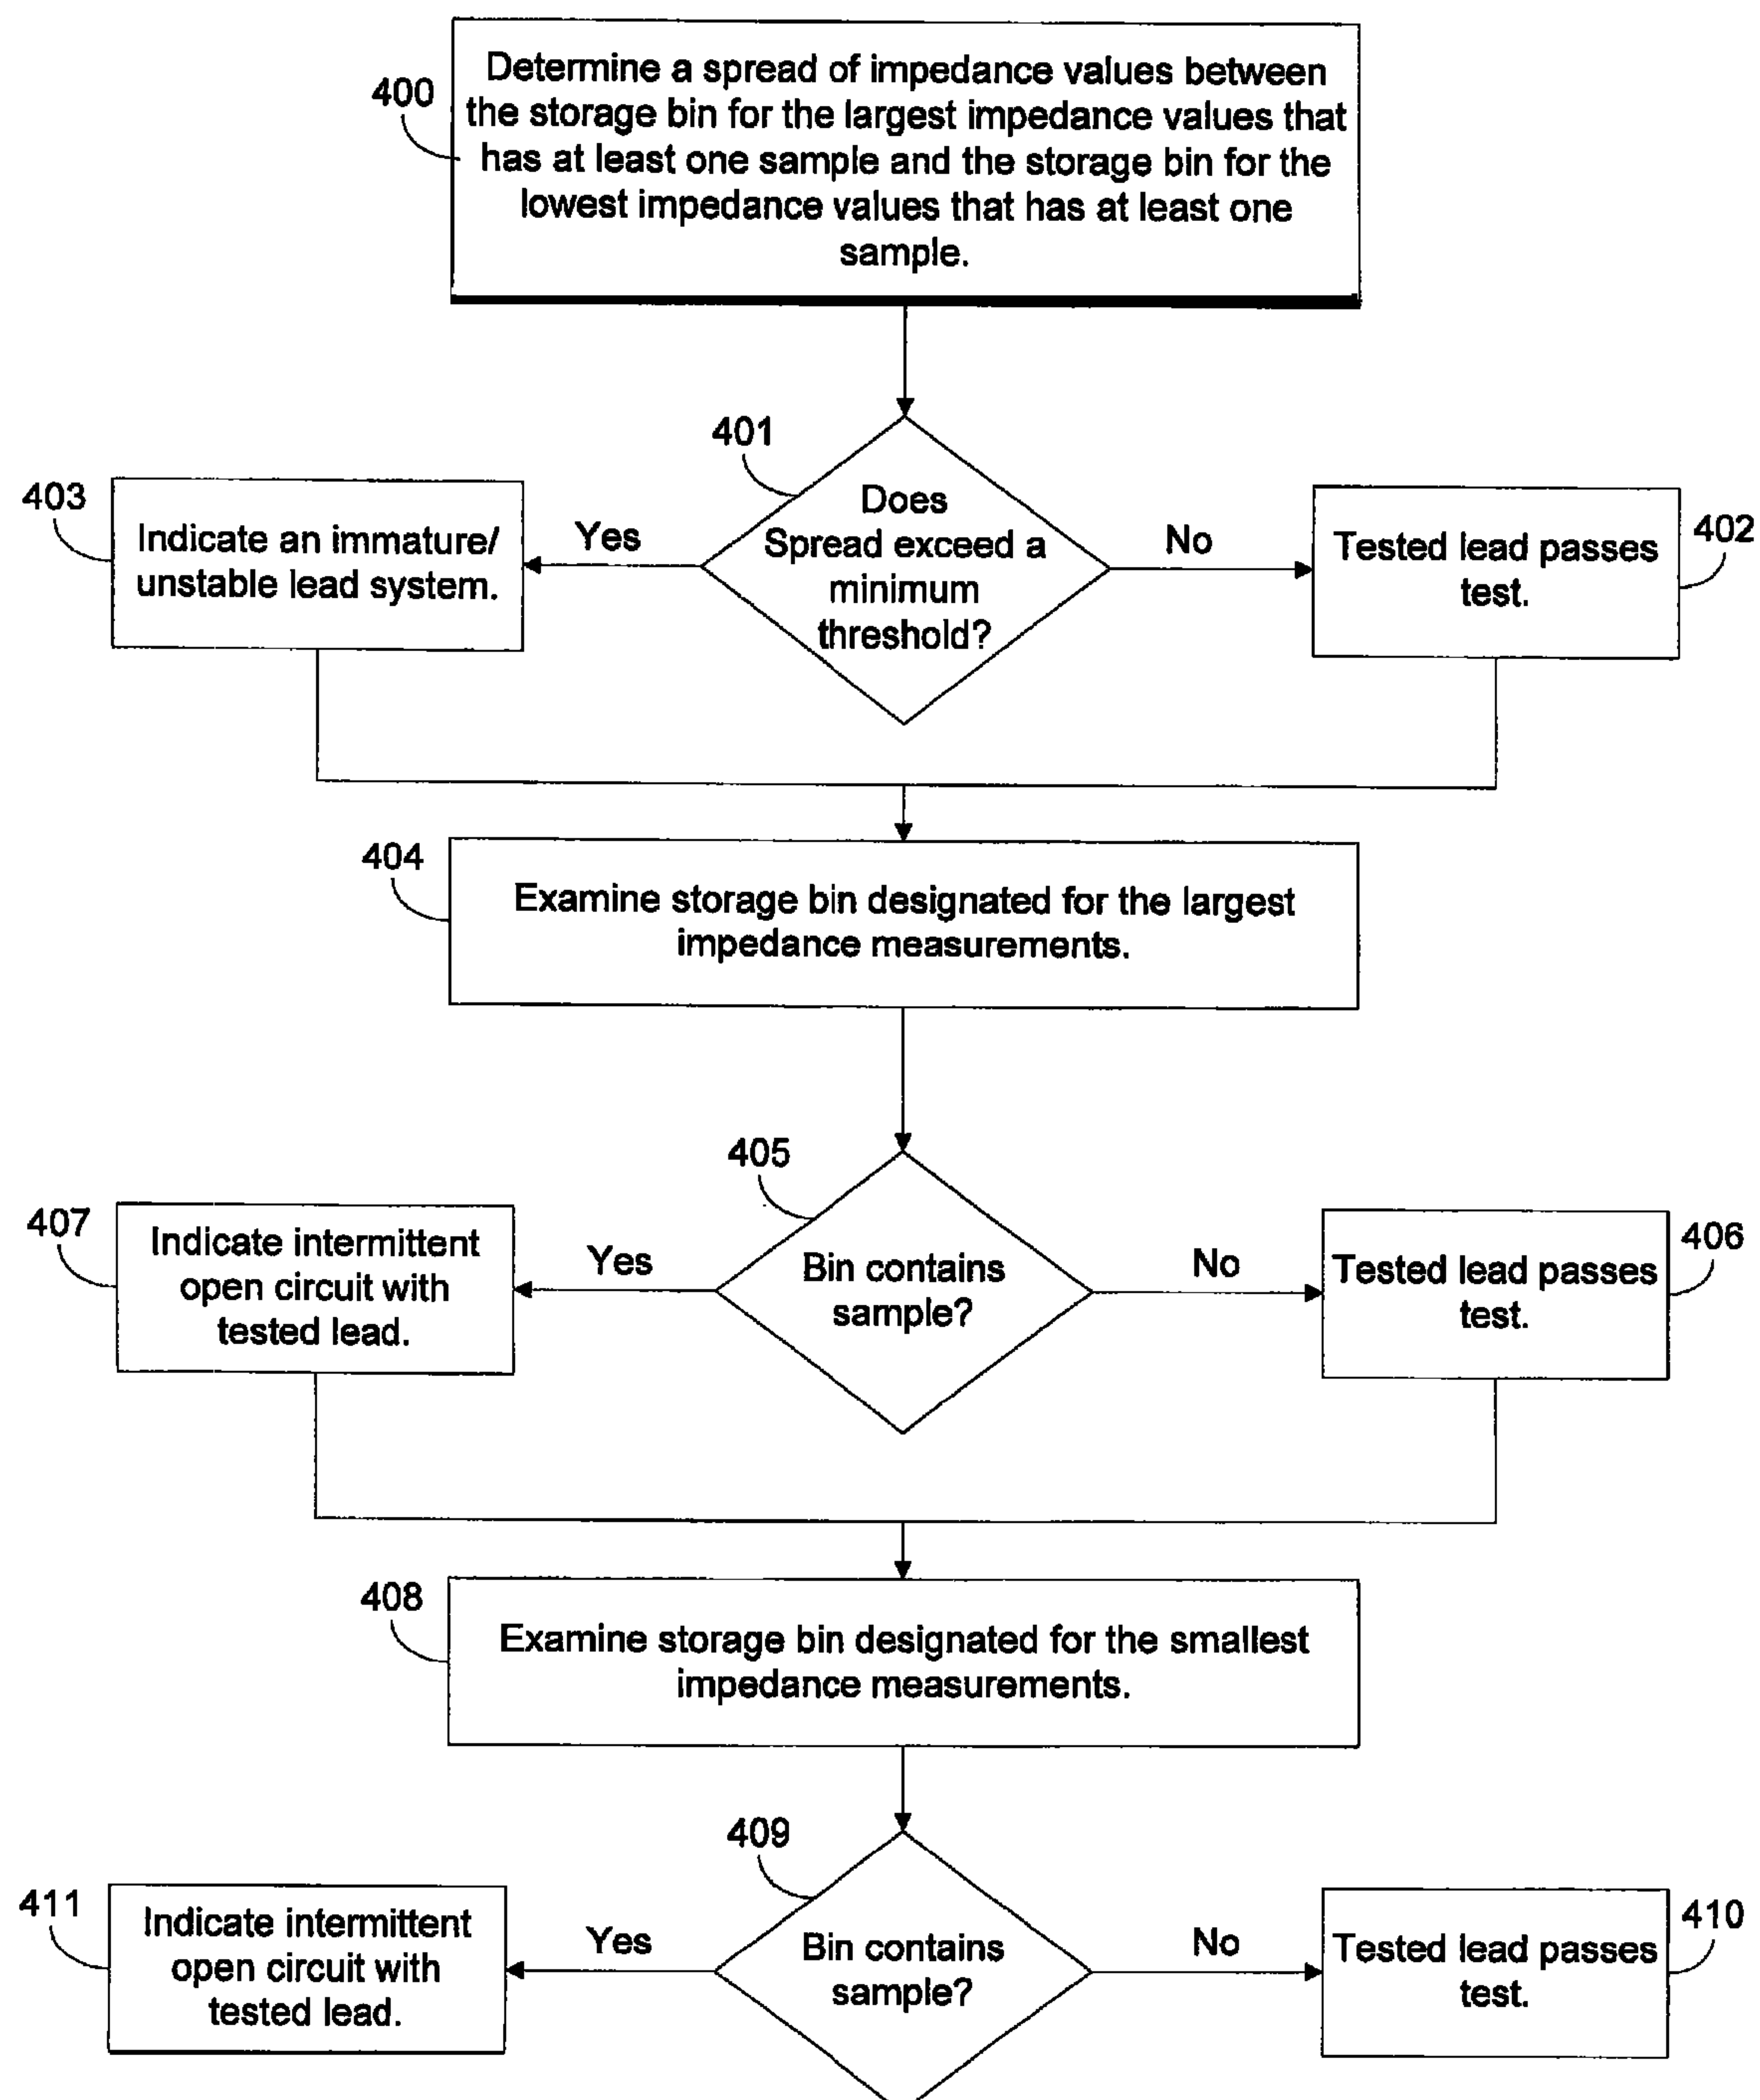 400
Determine a spread of impedance values between
the storage bin for the largest impedance values that
has at least one sample and the storage bin for the
lowest impedance values that has at least one
sample.
401
Does
Spread exceed a
minimum
threshold?
Yes
No
403
Indicate an immature/
unstable lead system.
Tested lead passes
test.
402
404
Examine storage bin designated for the largest
impedance measurements.
405
Bin contains
sample?
Yes
No
407
Indicate intermittent
open circuit with
tested lead.
Tested lead passes
test.
406
408
Examine storage bin designated for the smallest
impedance measurements.
409
Bin contains
sample?
Yes
No
411
Indicate intermittent
open circuit with
tested lead.
Tested lead passes
test.
410